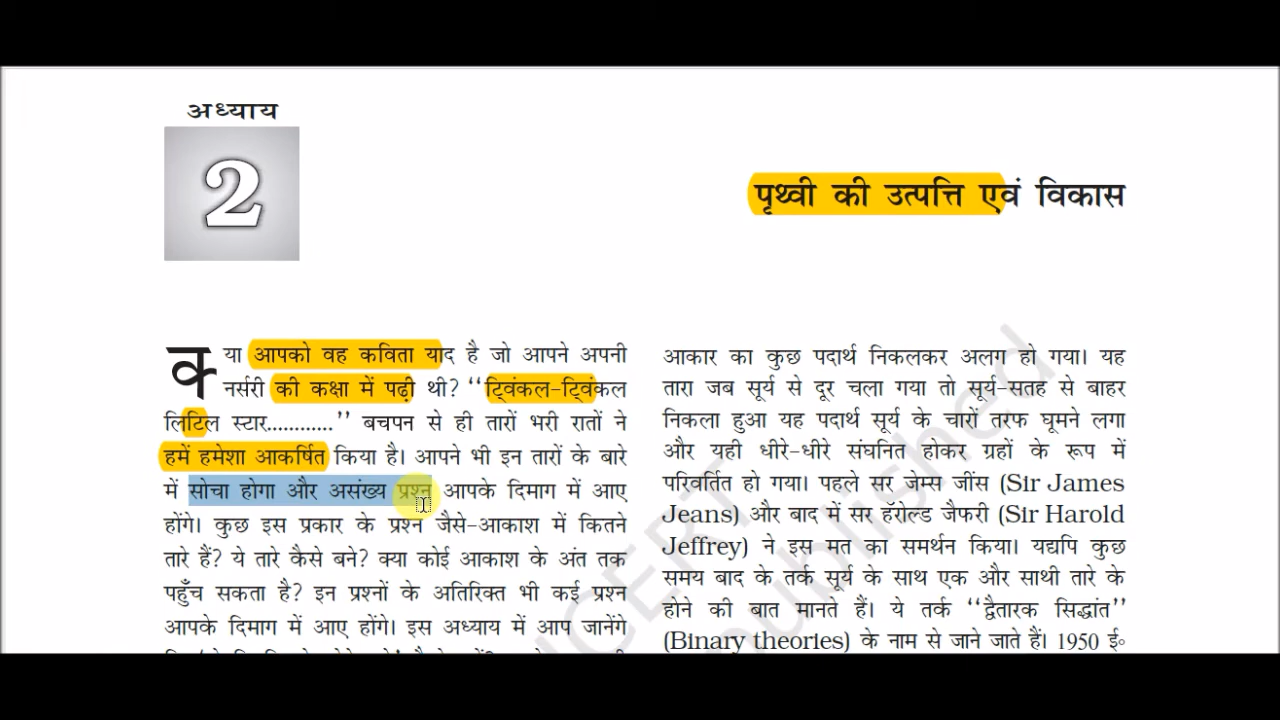 अध्याय
2
पृथ्वी की उत्पत्ति एवं विकास
क्या आपको वह कविता याद है जो आपने अपनी
नर्सरी की कक्षा में पढ़ी थी? “ट्विंकल-ट्विंकल
लिटिल स्टार............” बचपन से ही तारों भरी रातों ने
हमें हमेशा आकर्षित किया है। आपने भी इन तारों के बारे
में सोचा होगा और असंख्य प्रश्न आपके दिमाग में आए
होंगे। कुछ इस प्रकार के प्रश्न जैसे-आकाश में कितने
तारे हैं? ये तारे कैसे बने? क्या कोई आकाश के अंत तक
पहुँच सकता है? इन प्रश्नों के अतिरिक्त भी कई प्रश्न
आपके दिमाग में आए होंगे। इस अध्याय में आप जानेंगे
आकार का कुछ पदार्थ निकलकर अलग हो गया। यह
तारा जब सूर्य से दूर चला गया तो सूर्य-सतह से बाहर
निकला हुआ यह पदार्थ सूर्य के चारों तरफ घूमने लगा
और यही धीरे-धीरे संघनित होकर ग्रहों के रूप में
परिवर्तित हो गया। पहले सर जेम्स जींस (Sir James
Jeans) और बाद में सर हॅरोल्ड जैफरी (Sir Harold
Jeffrey) ने इस मत का समर्थन किया। यद्यपि कुछ
समय बाद के तर्क सूर्य के साथ एक और साथी तारे के
होने की बात मानते हैं। ये तर्क “द्वैतारक सिद्धांत”
(Binary theories) के नाम से जाने जाते हैं। 1950 ई॰
NCERT
published